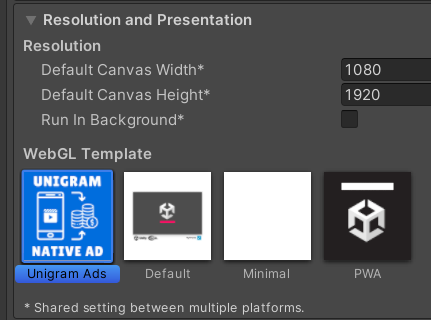 Resolution and Presentation
Resolution
Default Canvas Width* 1080
Default Canvas Height* 1920
Run In Background*
WebGL Template
UNIGRAM
NATIVE AD
Unigram Ads Default Minimal PWA
* Shared setting between multiple platforms.